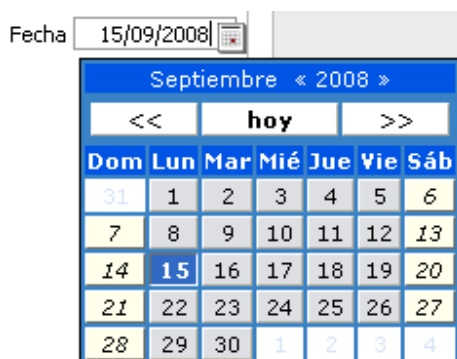 Fecha 15/09/2008
Septiembre « 2008 »
<< hoy >>
Dom Lun Mar Mié Jue Vie Sáb
31 1 2 3 4 5 6
7 8 9 10 11 12 13
14 15 16 17 18 19 20
21 22 23 24 25 26 27
28 29 30 1 2 3 4